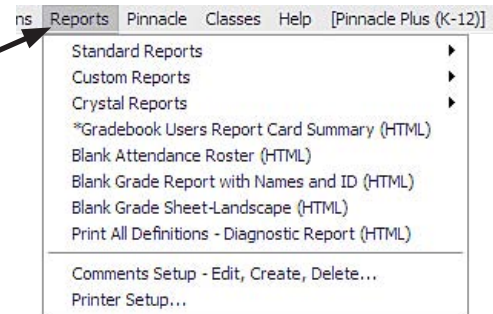 ns Reports Pinnacle Classes Help [Pinnacle Plus (K-12)]
Standard Reports
Custom Reports
Crystal Reports
*Gradebook Users Report Card Summary (HTML)
Blank Attendance Roster (HTML)
Blank Grade Report with Names and ID (HTML)
Blank Grade Sheet-Landscape (HTML)
Print All Definitions - Diagnostic Report (HTML)
Comments Setup - Edit, Create, Delete...
Printer Setup...